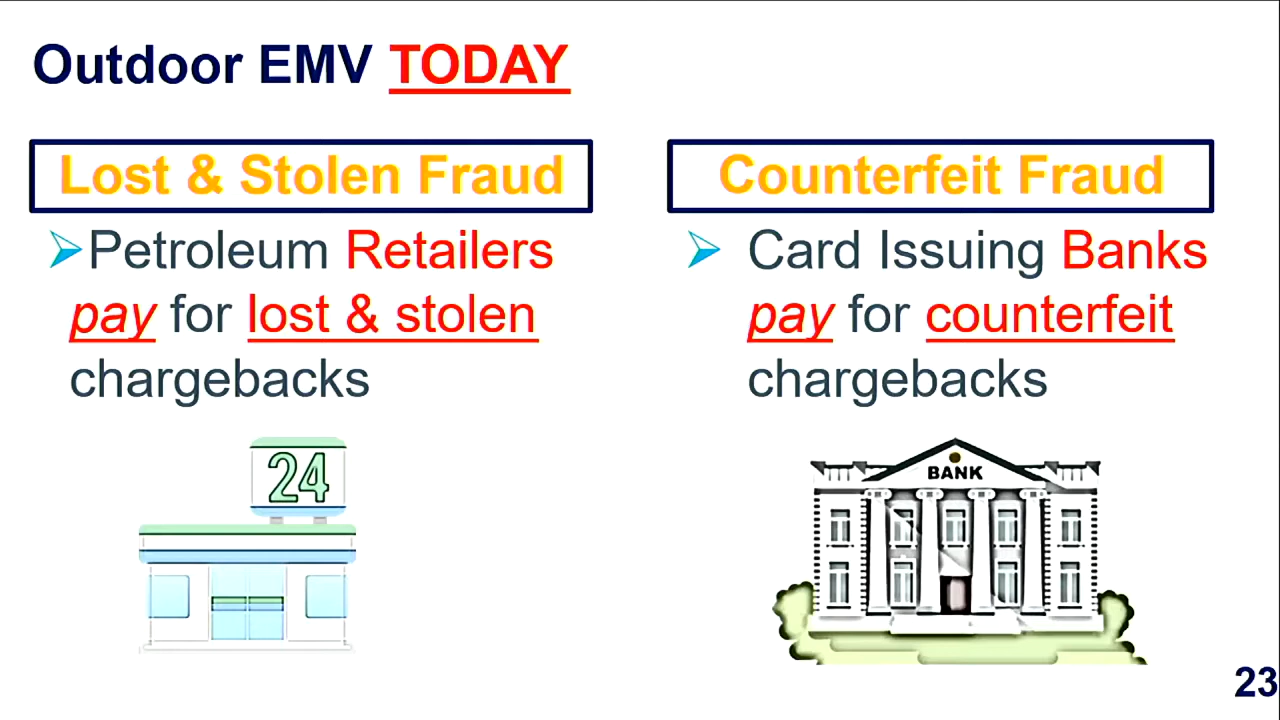 Outdoor EMV TODAY
Lost & Stolen Fraud
➢Petroleum Retailers
pay for lost & stolen
chargebacks
24
Counterfeit Fraud
➢ Card Issuing Banks
pay for counterfeit
chargebacks
BANK
23